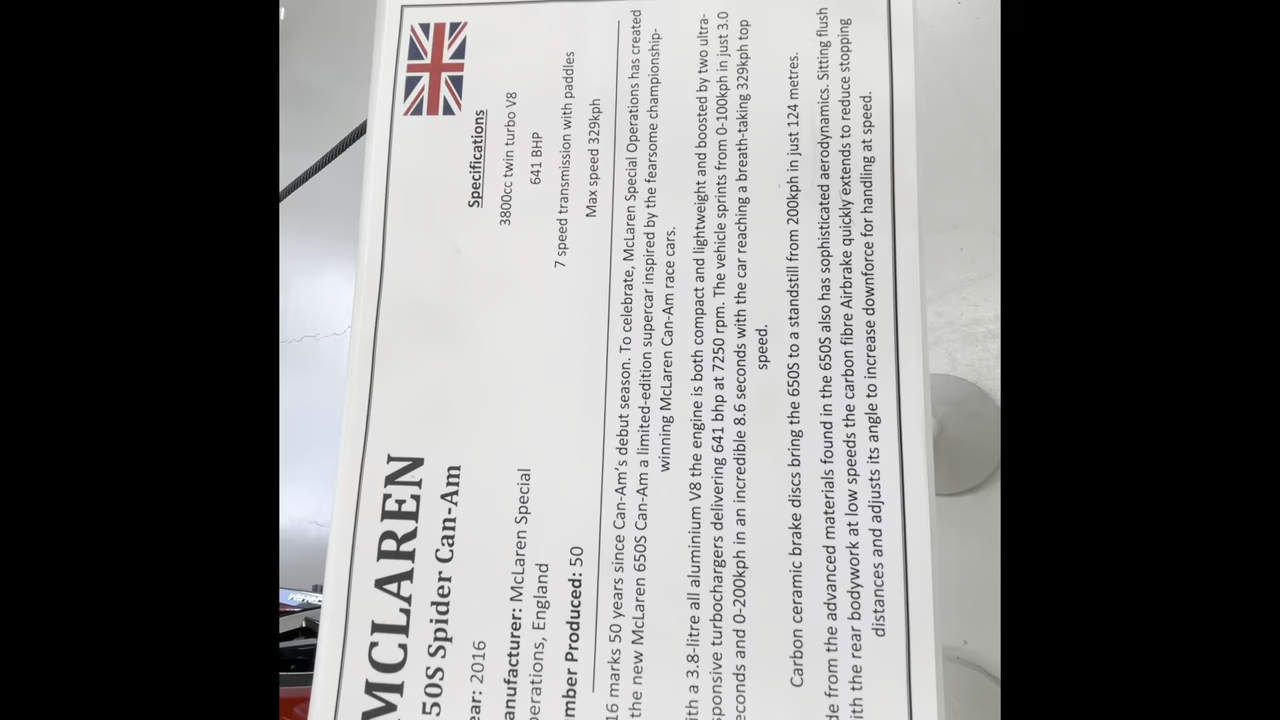 MCLAREN
50S Spider Can-Am
ear: 2016
anufacturer: McLaren Special
perations, England
mber Produced: 50
Specifications
3800cc twin turbo V8
641 BHP
7 speed transmission with paddles
Max speed 329kph
16 marks 50 years since Can-Am's debut season. To celebrate, McLaren Special Operations has created
the new McLaren 650S Can-Am a limited-edition supercar inspired by the fearsome championship-
winning McLaren Can-Am race cars.
ith a 3.8-litre all aluminium V8 the engine is both compact and lightweight and boosted by two ultra-
sponsive turbochargers delivering 641 bhp at 7250 rpm. The vehicle sprints from 0-100kph in just 3.0
econds and 0-200kph in an incredible 8.6 seconds with the car reaching a breath-taking 329kph top
speed.
Carbon ceramic brake discs bring the 650S to a standstill from 200kph in just 124 metres.
de from the advanced materials found in the 650S also has sophisticated aerodynamics. Sitting flush
ith the rear bodywork at low speeds the carbon fibre Airbrake quickly extends to reduce stopping
distances and adjusts its angle to increase downforce for handling at speed.